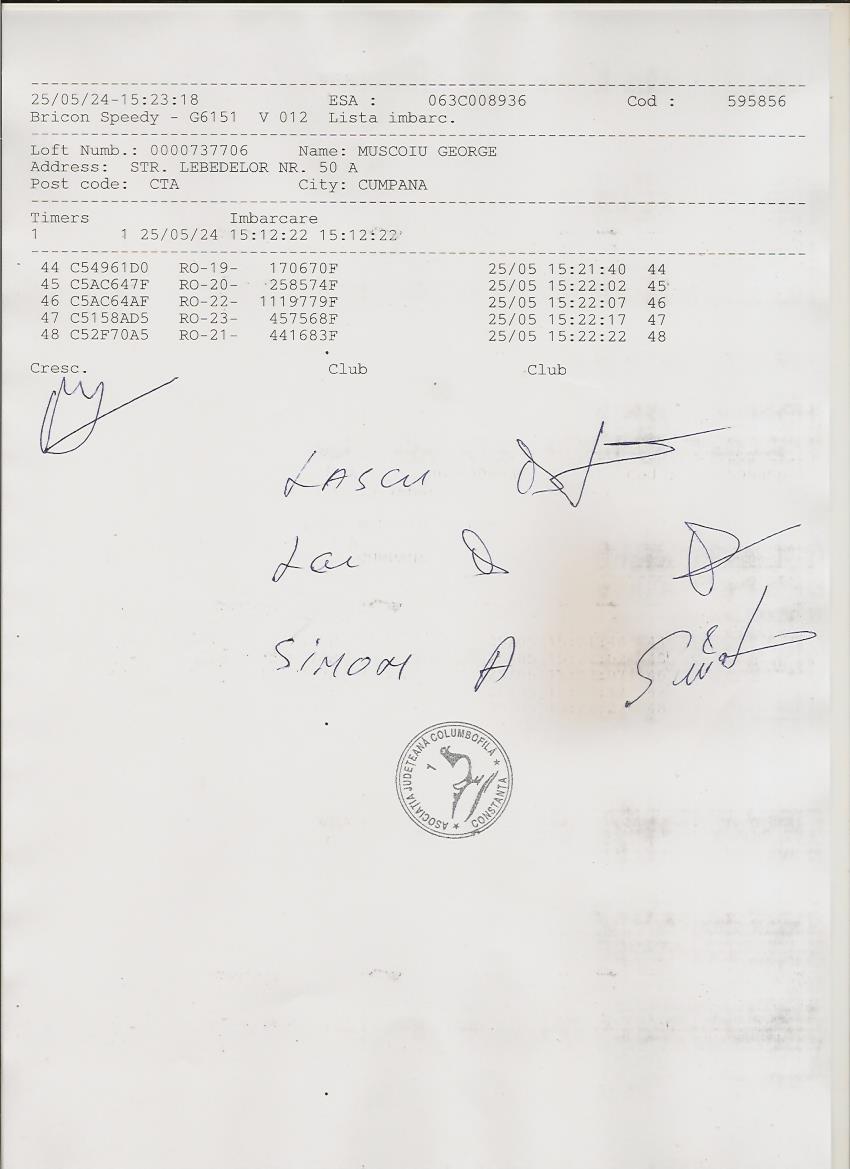 25/05/24-15:23:18 ESA : 063C008936 Cod : 595856
Bricon Speedy - G6151 V 012 Lista imbarc.
Loft Numb.: 0000737706 Name: MUSCOIU GEORGE
Address: STR. LEBEDELOR NR. 50 A
Post code: CTA City: CUMPANA
Timers Imbarcare
1 1 25/05/24 15:12:22 15:12:22
44 C54961D0 RO-19- 170670F 25/05 15:21:40 44
45 C5AC647F RO-20- 258574F 25/05 15:22:02 45
46 C5AC64AF RO-22- 1119779F 25/05 15:22:07 46
47 C5158AD5 RO-23- 457568F 25/05 15:22:17 47
48 C52F70A5 RO-21- 441683F 25/05 15:22:22 48
Cresc. Club Club
LASCU
SIMON A
ASOCIAȚIA JUDEȚEANĂ COLUMBOFILĂ * CONSTANȚA *
1